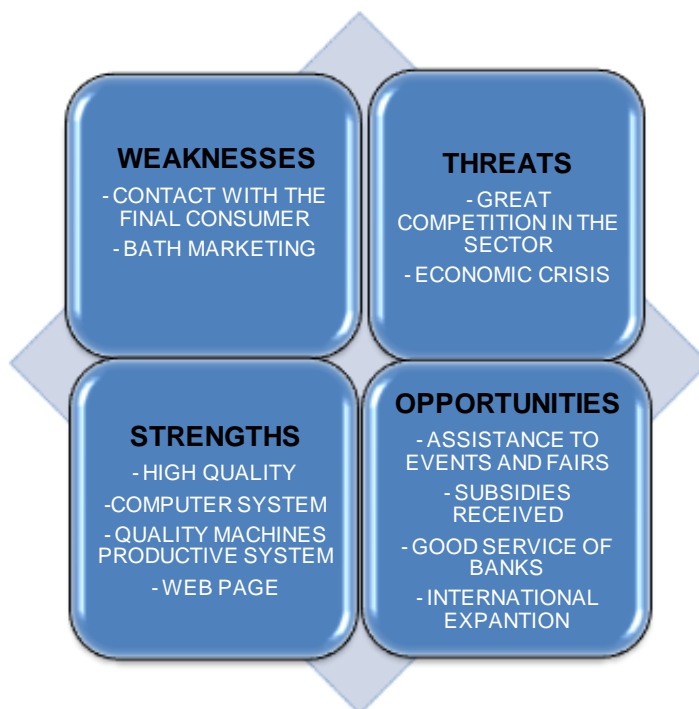 WEAKNESSES
- CONTACT WITH THE
FINAL CONSUMER
- BATH MARKETING
THREATS
- GREAT
COMPETITION IN THE
SECTOR
- ECONOMIC CRISIS
STRENGTHS
- HIGH QUALITY
-COMPUTER SYSTEM
- QUALITY MACHINES
PRODUCTIVE SYSTEM
- WEB PAGE
OPPORTUNITIES
- ASSISTANCE TO
EVENTS AND FAIRS
- SUBSIDIES
RECEIVED
- GOOD SERVICE OF
BANKS
- INTERNATIONAL
EXPANTION